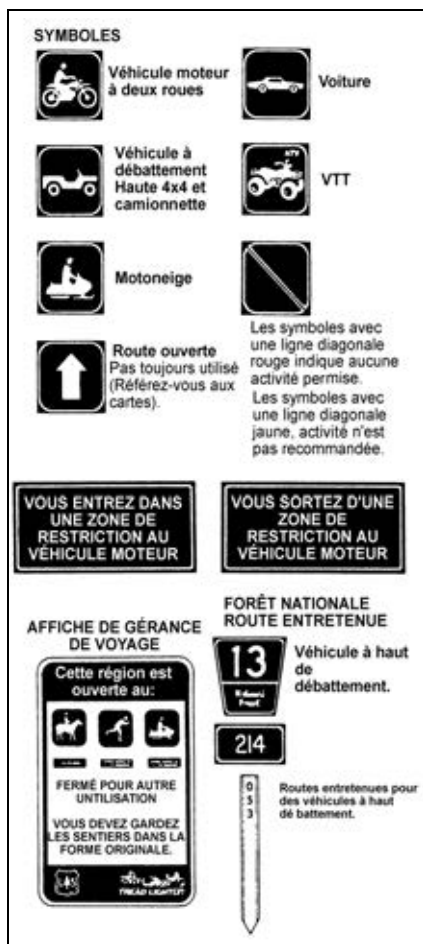 SYMBOLES
Véhicule moteur
à deux roues
Voiture
Véhicule à
débattement
Haute 4x4 et
camionnette
ATV
VTT
Motoneige
Les symboles avec
une ligne diagonale
rouge indique aucune
activité permise.
Les symboles avec
une ligne diagonale
jaune, activité n'est
pas recommandée.
Route ouverte
Pas toujours utilisé
(Référez-vous aux
cartes).
VOUS ENTREZ DANS
UNE ZONE DE
RESTRICTION AU
VÉHICULE MOTEUR
VOUS SORTEZ D'UNE
ZONE DE
RESTRICTION AU
VÉHICULE MOTEUR
AFFICHE DE GÉRANCE
DE VOYAGE
Cette région est
ouverte au:
FERMÉ POUR AUTRE
UNTILISATION
VOUS DEVEZ GARDEZ
LES SENTIERS DANS LA
FORME ORIGINALE.
TREAD LIGHTLY
FORÊT NATIONALE
ROUTE ENTRETENUE
13
Véhicule à haut
de
débattement.
214
0
5
3
Routes entretenues pour
des véhicules à haut
dé battement.